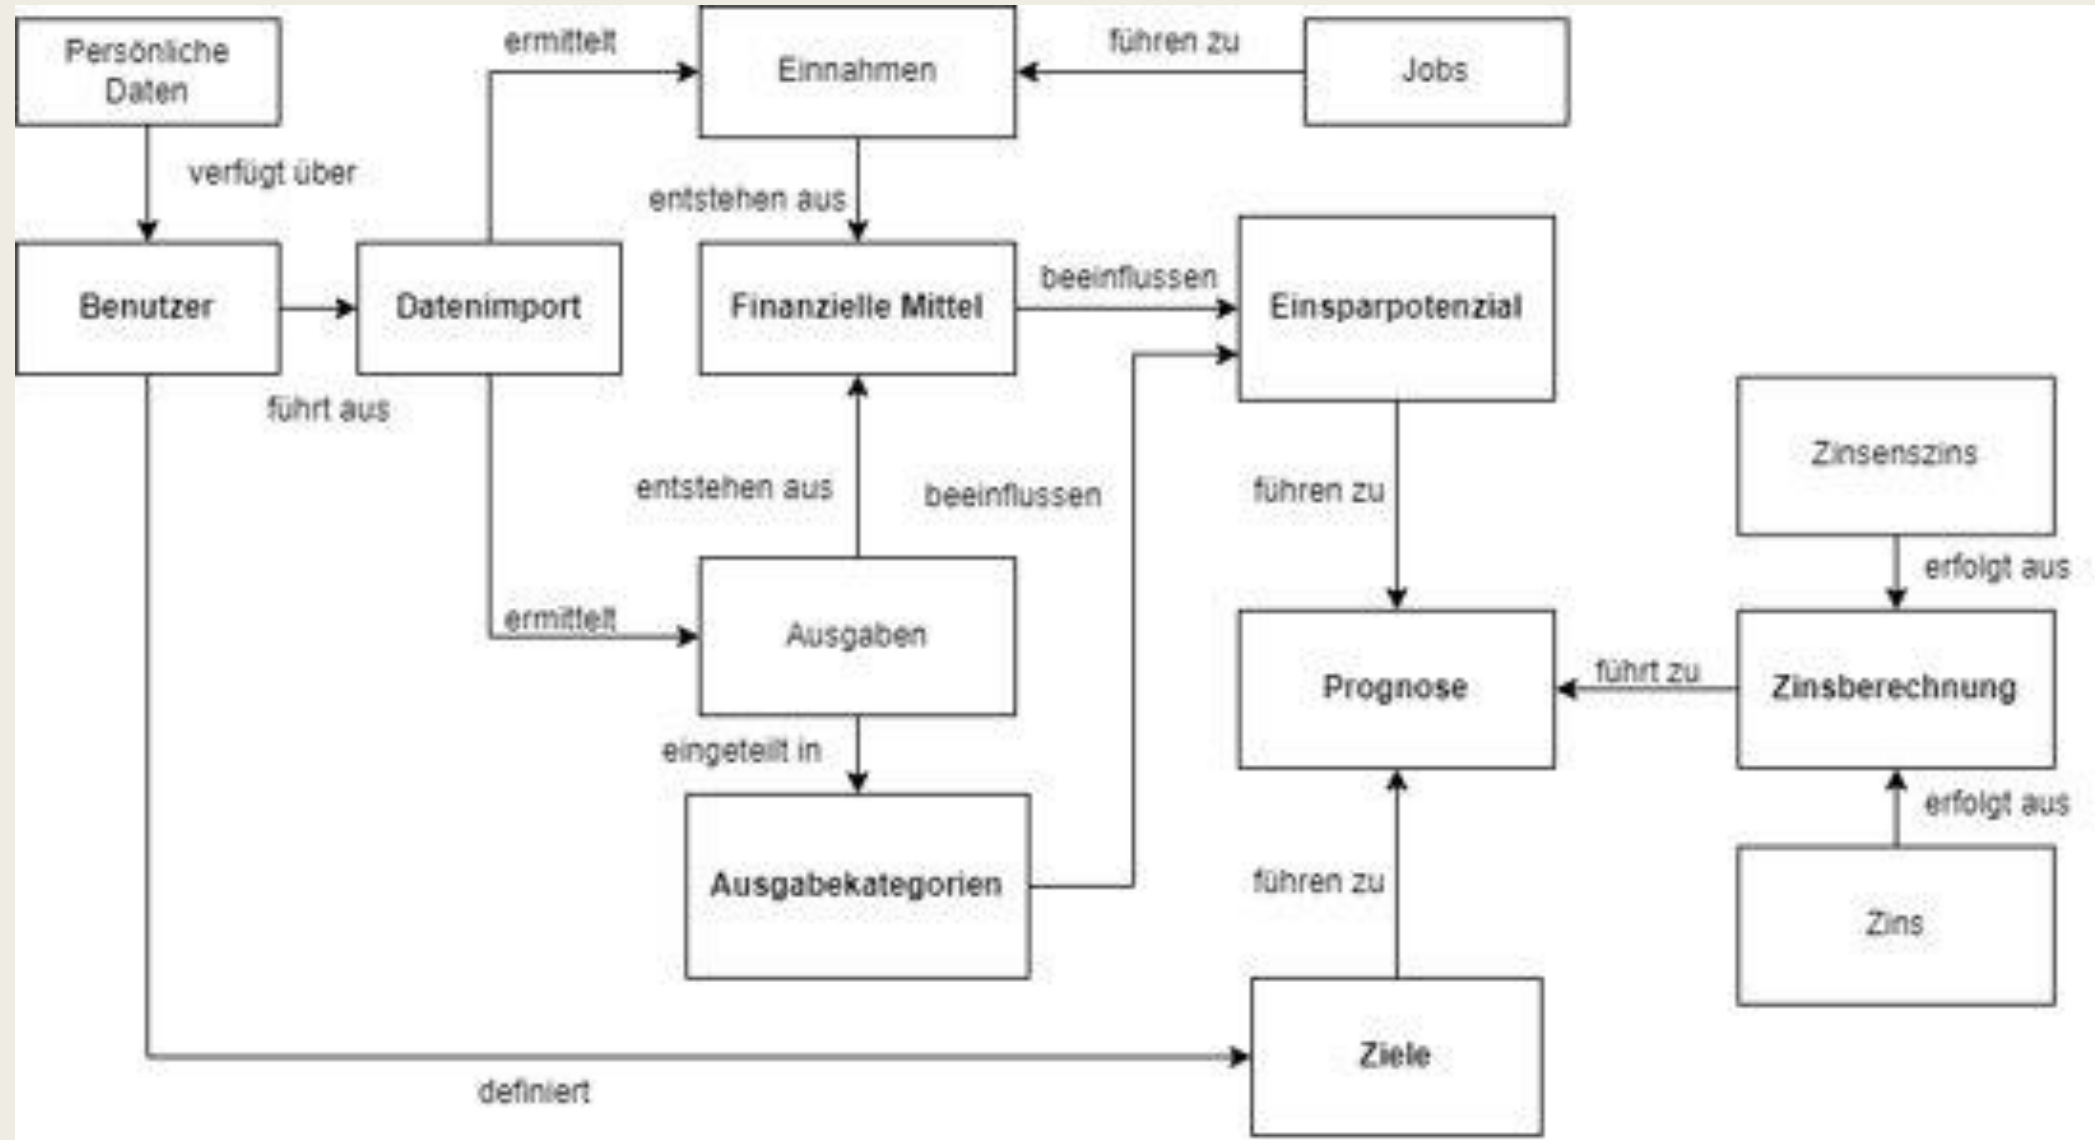 Persönliche
Daten
ermittelt
Einnahmen
führen zu
Jobs
verfügt über
entstehen aus
Benutzer
Datenimport
Finanzielle Mittel
beeinflussen
Einsparpotenzial
führt aus
entstehen aus
beeinflussen
führen zu
Zinsenszins
erfolgt aus
ermittelt
Ausgaben
Prognose
führt zu
Zinsberechnung
eingeteilt in
erfolgt aus
Ausgabekategorien
führen zu
Zins
Ziele
definiert